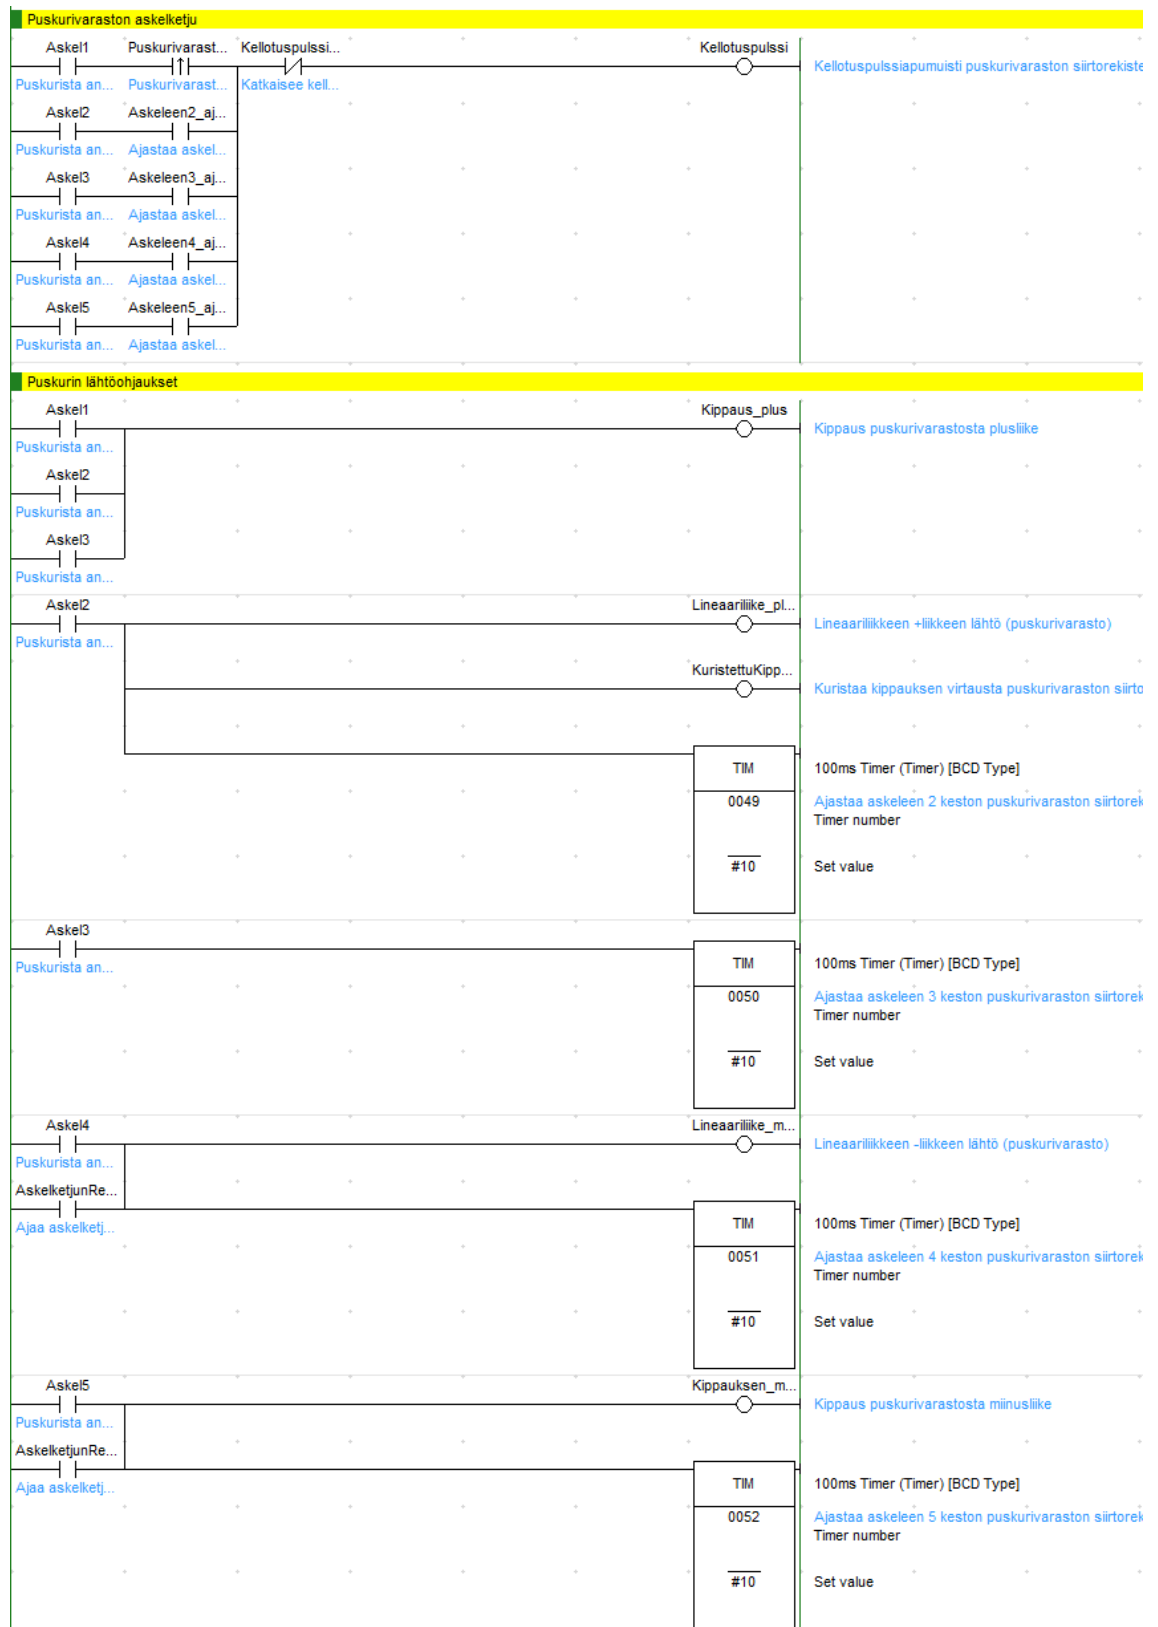 Puskurivaraston askelketju
Askel1 Puskurivarast... Kellotuspulssi... Kellotuspulssi
Kellotuspulssiapumuisti puskurivaraston siirtorekiste
Puskurista an... Puskurivarast... Katkaisee kell...
Askel2 Askeleen2_aj...
Puskurista an... Ajastaa askel...
Askel3 Askeleen3_aj...
Puskurista an... Ajastaa askel...
Askel4 Askeleen4_aj...
Puskurista an... Ajastaa askel...
Askel5 Askeleen5_aj...
Puskurista an... Ajastaa askel...
Puskurin lähtöohjaukset
Askel1 Kippaus_plus
Kippaus puskurivarastosta plusliike
Puskurista an...
Askel2
Puskurista an...
Askel3
Puskurista an...
Askel2 Lineaariliike_pl...
Lineaariliikkeen +liikkeen lähtö (puskurivarasto)
Puskurista an...
KuristettuKipp...
Kuristaa kippauksen virtausta puskurivaraston siirto
TIM 100ms Timer (Timer) [BCD Type]
0049 Ajastaa askeleen 2 keston puskurivaraston siirtorek
Timer number
#10 Set value
Askel3
Puskurista an... TIM 100ms Timer (Timer) [BCD Type]
0050 Ajastaa askeleen 3 keston puskurivaraston siirtorek
Timer number
#10 Set value
Askel4 Lineaariliike_m...
Lineaariliikkeen -liikkeen lähtö (puskurivarasto)
Puskurista an...
AskelketjunRe...
Ajaa askelketj... TIM 100ms Timer (Timer) [BCD Type]
0051 Ajastaa askeleen 4 keston puskurivaraston siirtorek
Timer number
#10 Set value
Askel5 Kippauksen_m...
Kippaus puskurivarastosta miinusliike
Puskurista an...
AskelketjunRe...
Ajaa askelketj... TIM 100ms Timer (Timer) [BCD Type]
0052 Ajastaa askeleen 5 keston puskurivaraston siirtorek
Timer number
#10 Set value